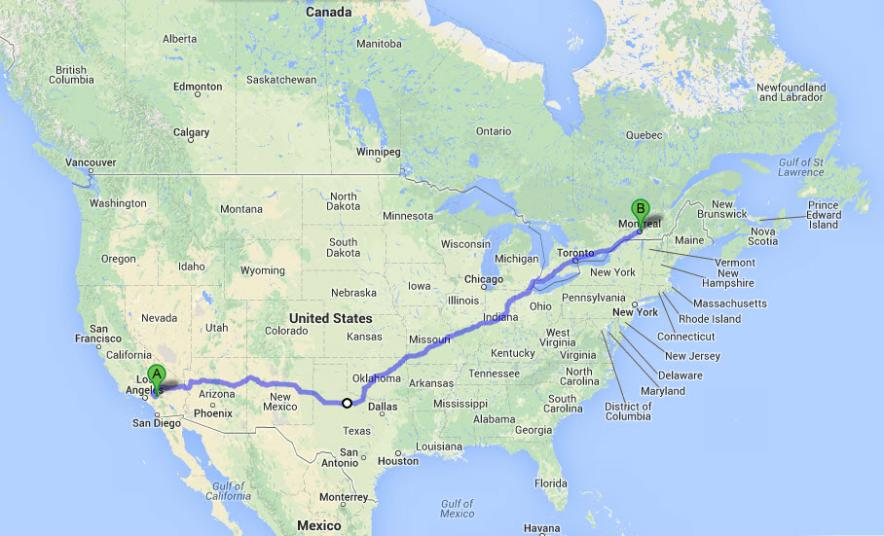 Canada
Alberta
Manitoba
British
Columbia
Edmonton
Saskatchewan
Newfoundland
and Labrador
Calgary
Ontario
Quebec
Winnipeg
Vancouver
Gulf of St
Lawrence
Washington
Montana
North
Dakota
Minnesota
B
Montreal
New
Brunswick
Prince
Edward
Island
Nova
Scotia
Maine
Oregon
Idaho
Wyoming
South
Dakota
Wisconsin
Michigan
Toronto
New York
Vermont
New
Hampshire
Nebraska
Iowa
Chicago
Illinois
Indiana
Ohio
Pennsylvania
New York
Massachusetts
Rhode Island
Connecticut
New Jersey
Delaware
Maryland
District of
Columbia
Nevada
Utah
Colorado
United States
Kansas
Missouri
West
Virginia
Kentucky
Virginia
San
Francisco
California
A
Los
Angeles
San Diego
Arizona
Phoenix
New
Mexico
Oklahoma
Arkansas
Tennessee
North
Carolina
South
Carolina
Dallas
Mississippi
Alabama
Georgia
Texas
San
Antonio
Houston
Louisiana
Florida
Gulf of
California
Monterrey
Gulf of
Mexico
Mexico
Havana